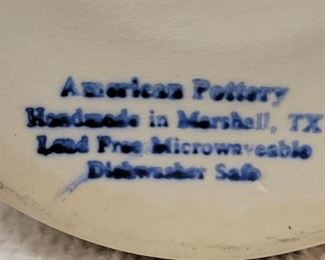 American Pottery
Handmade in Marshall, TX
Lead Free Microwaveable
Dishwasher Safe